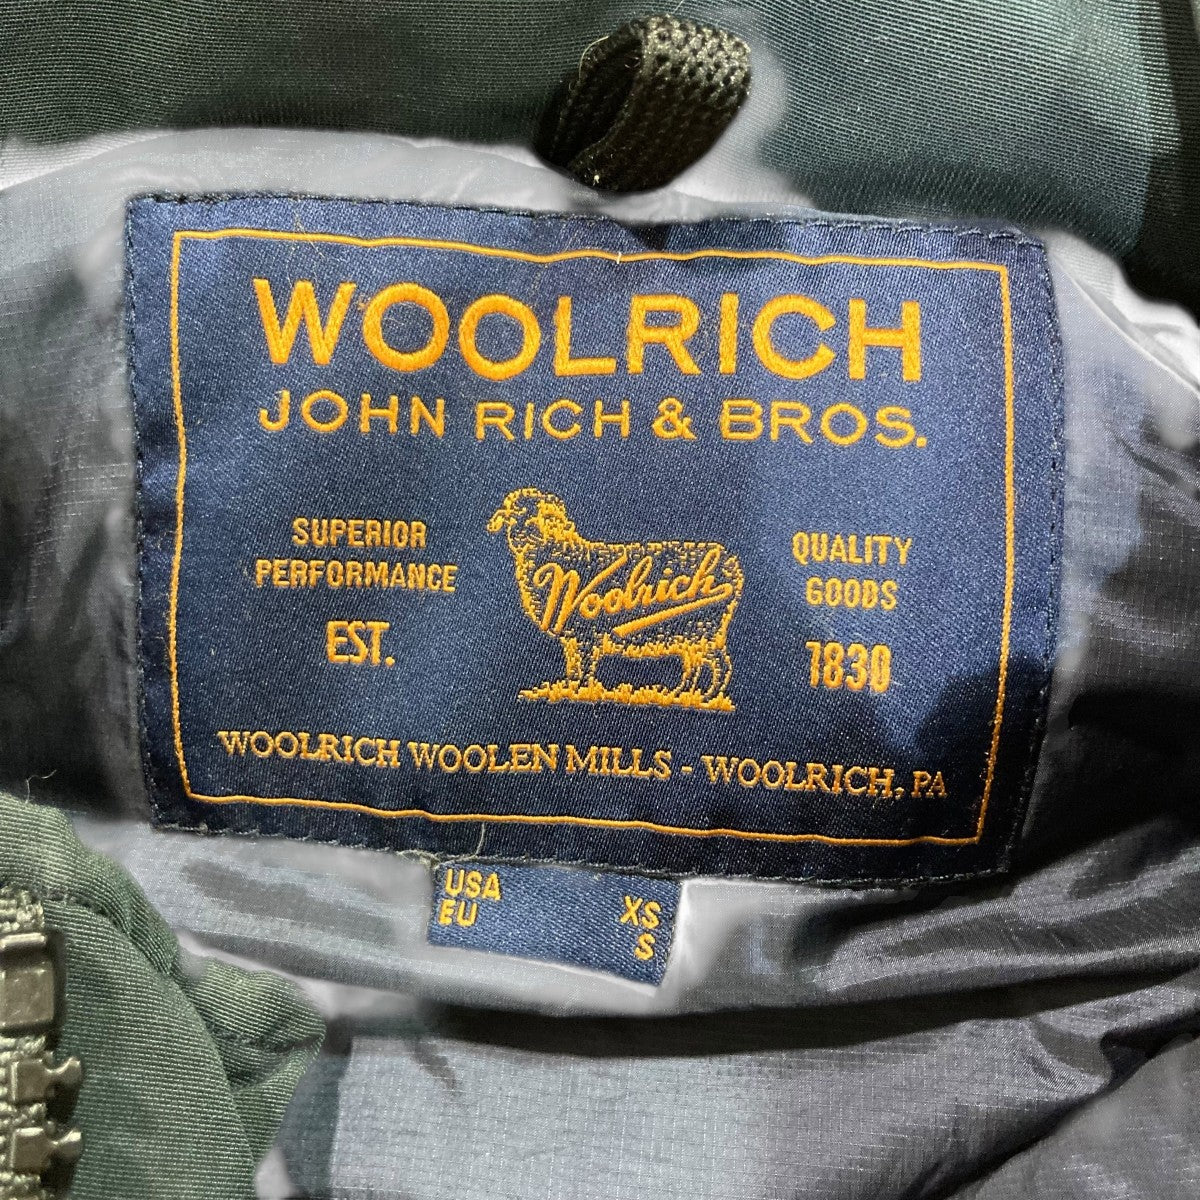 WOOLRICH
JOHN RICH & BROS.
SUPERIOR
PERFORMANCE
EST.
Woolrich
QUALITY
GOODS
1830
WOOLRICH WOOLEN MILLS - WOOLRICH, PA
USA XS
EU S